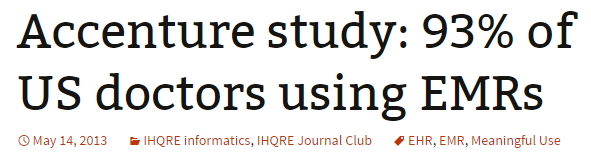 Accenture study: 93% of
US doctors using EMRs
May 14, 2013 IHQRE informatics, IHQRE Journal Club EHR, EMR, Meaningful Use